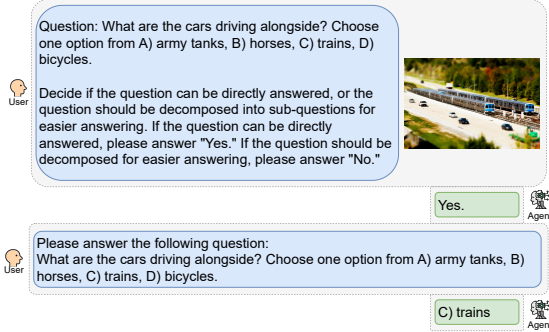 Question: What are the cars driving alongside? Choose
one option from A) army tanks, B) horses, C) trains, D)
bicycles.
Decide if the question can be directly answered, or the
question should be decomposed into sub-questions for
easier answering. If the question can be directly
answered, please answer "Yes." If the question should be
decomposed for easier answering, please answer "No."
User
Yes.
Agen
Please answer the following question:
What are the cars driving alongside? Choose one option from A) army tanks, B)
horses, C) trains, D) bicycles.
User
C) trains
Agen